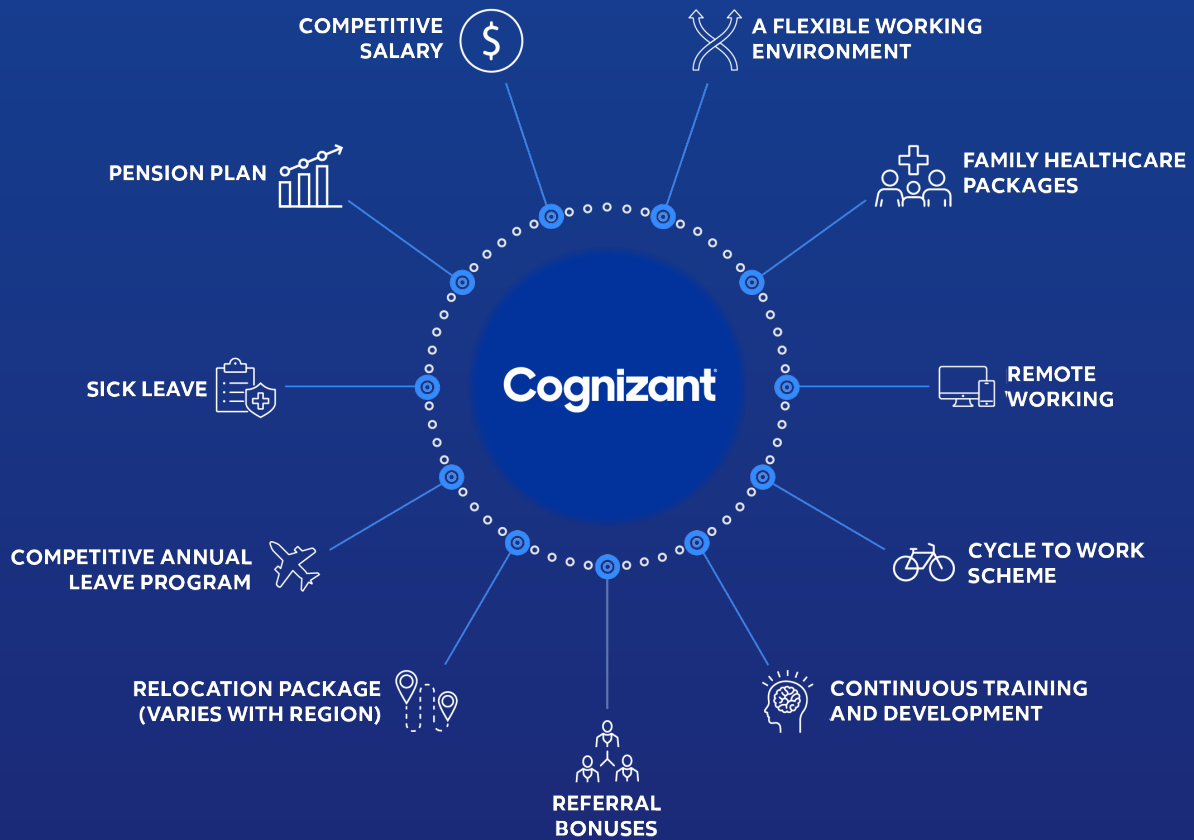 COMPETITIVE
SALARY
$
A FLEXIBLE WORKING
ENVIRONMENT
PENSION PLAN
FAMILY HEALTHCARE
PACKAGES
SICK LEAVE
Cognizant
REMOTE
WORKING
COMPETITIVE ANNUAL
LEAVE PROGRAM
CYCLE TO WORK
SCHEME
RELOCATION PACKAGE
(VARIES WITH REGION)
CONTINUOUS TRAINING
AND DEVELOPMENT
REFERRAL
BONUSES